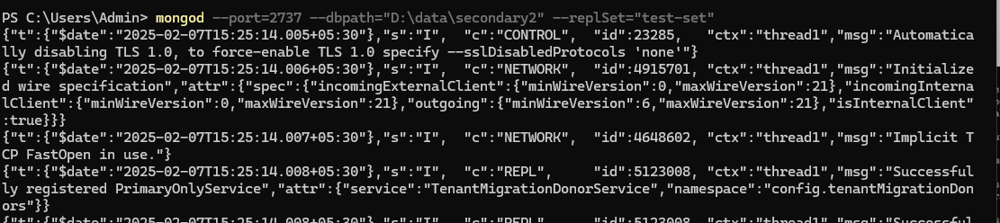 PS C:\Users\Admin> mongod --port=2737 --dbpath="D:\data\secondary2" --replSet="test-set"
{"t":{"$date":"2025-02-07T15:25:14.005+05:30"},"s":"I",  "c":"CONTROL",  "id":23285,   "ctx":"thread1","msg":"Automatica
lly disabling TLS 1.0, to force-enable TLS 1.0 specify --sslDisabledProtocols 'none'"}
{"t":{"$date":"2025-02-07T15:25:14.006+05:30"},"s":"I",  "c":"NETWORK",  "id":4915701, "ctx":"thread1","msg":"Initialize
d wire specification","attr":{"spec":{"incomingExternalClient":{"minWireVersion":0,"maxWireVersion":21},"incomingInterna
lClient":{"minWireVersion":0,"maxWireVersion":21},"outgoing":{"minWireVersion":6,"maxWireVersion":21},"isInternalClient"
:true}}}
{"t":{"$date":"2025-02-07T15:25:14.007+05:30"},"s":"I",  "c":"NETWORK",  "id":4648602, "ctx":"thread1","msg":"Implicit T
CP FastOpen in use."}
{"t":{"$date":"2025-02-07T15:25:14.008+05:30"},"s":"I",  "c":"REPL",     "id":5123008, "ctx":"thread1","msg":"Successful
ly registered PrimaryOnlyService","attr":{"service":"TenantMigrationDonorService","namespace":"config.tenantMigrationDon
ors"}}
{"t":{"$date":"2025-02-07T15:25:14.008+05:30"},"s":"I",  "c":"REPL",     "id":5123008, "ctx":"thread1","msg":"Successful